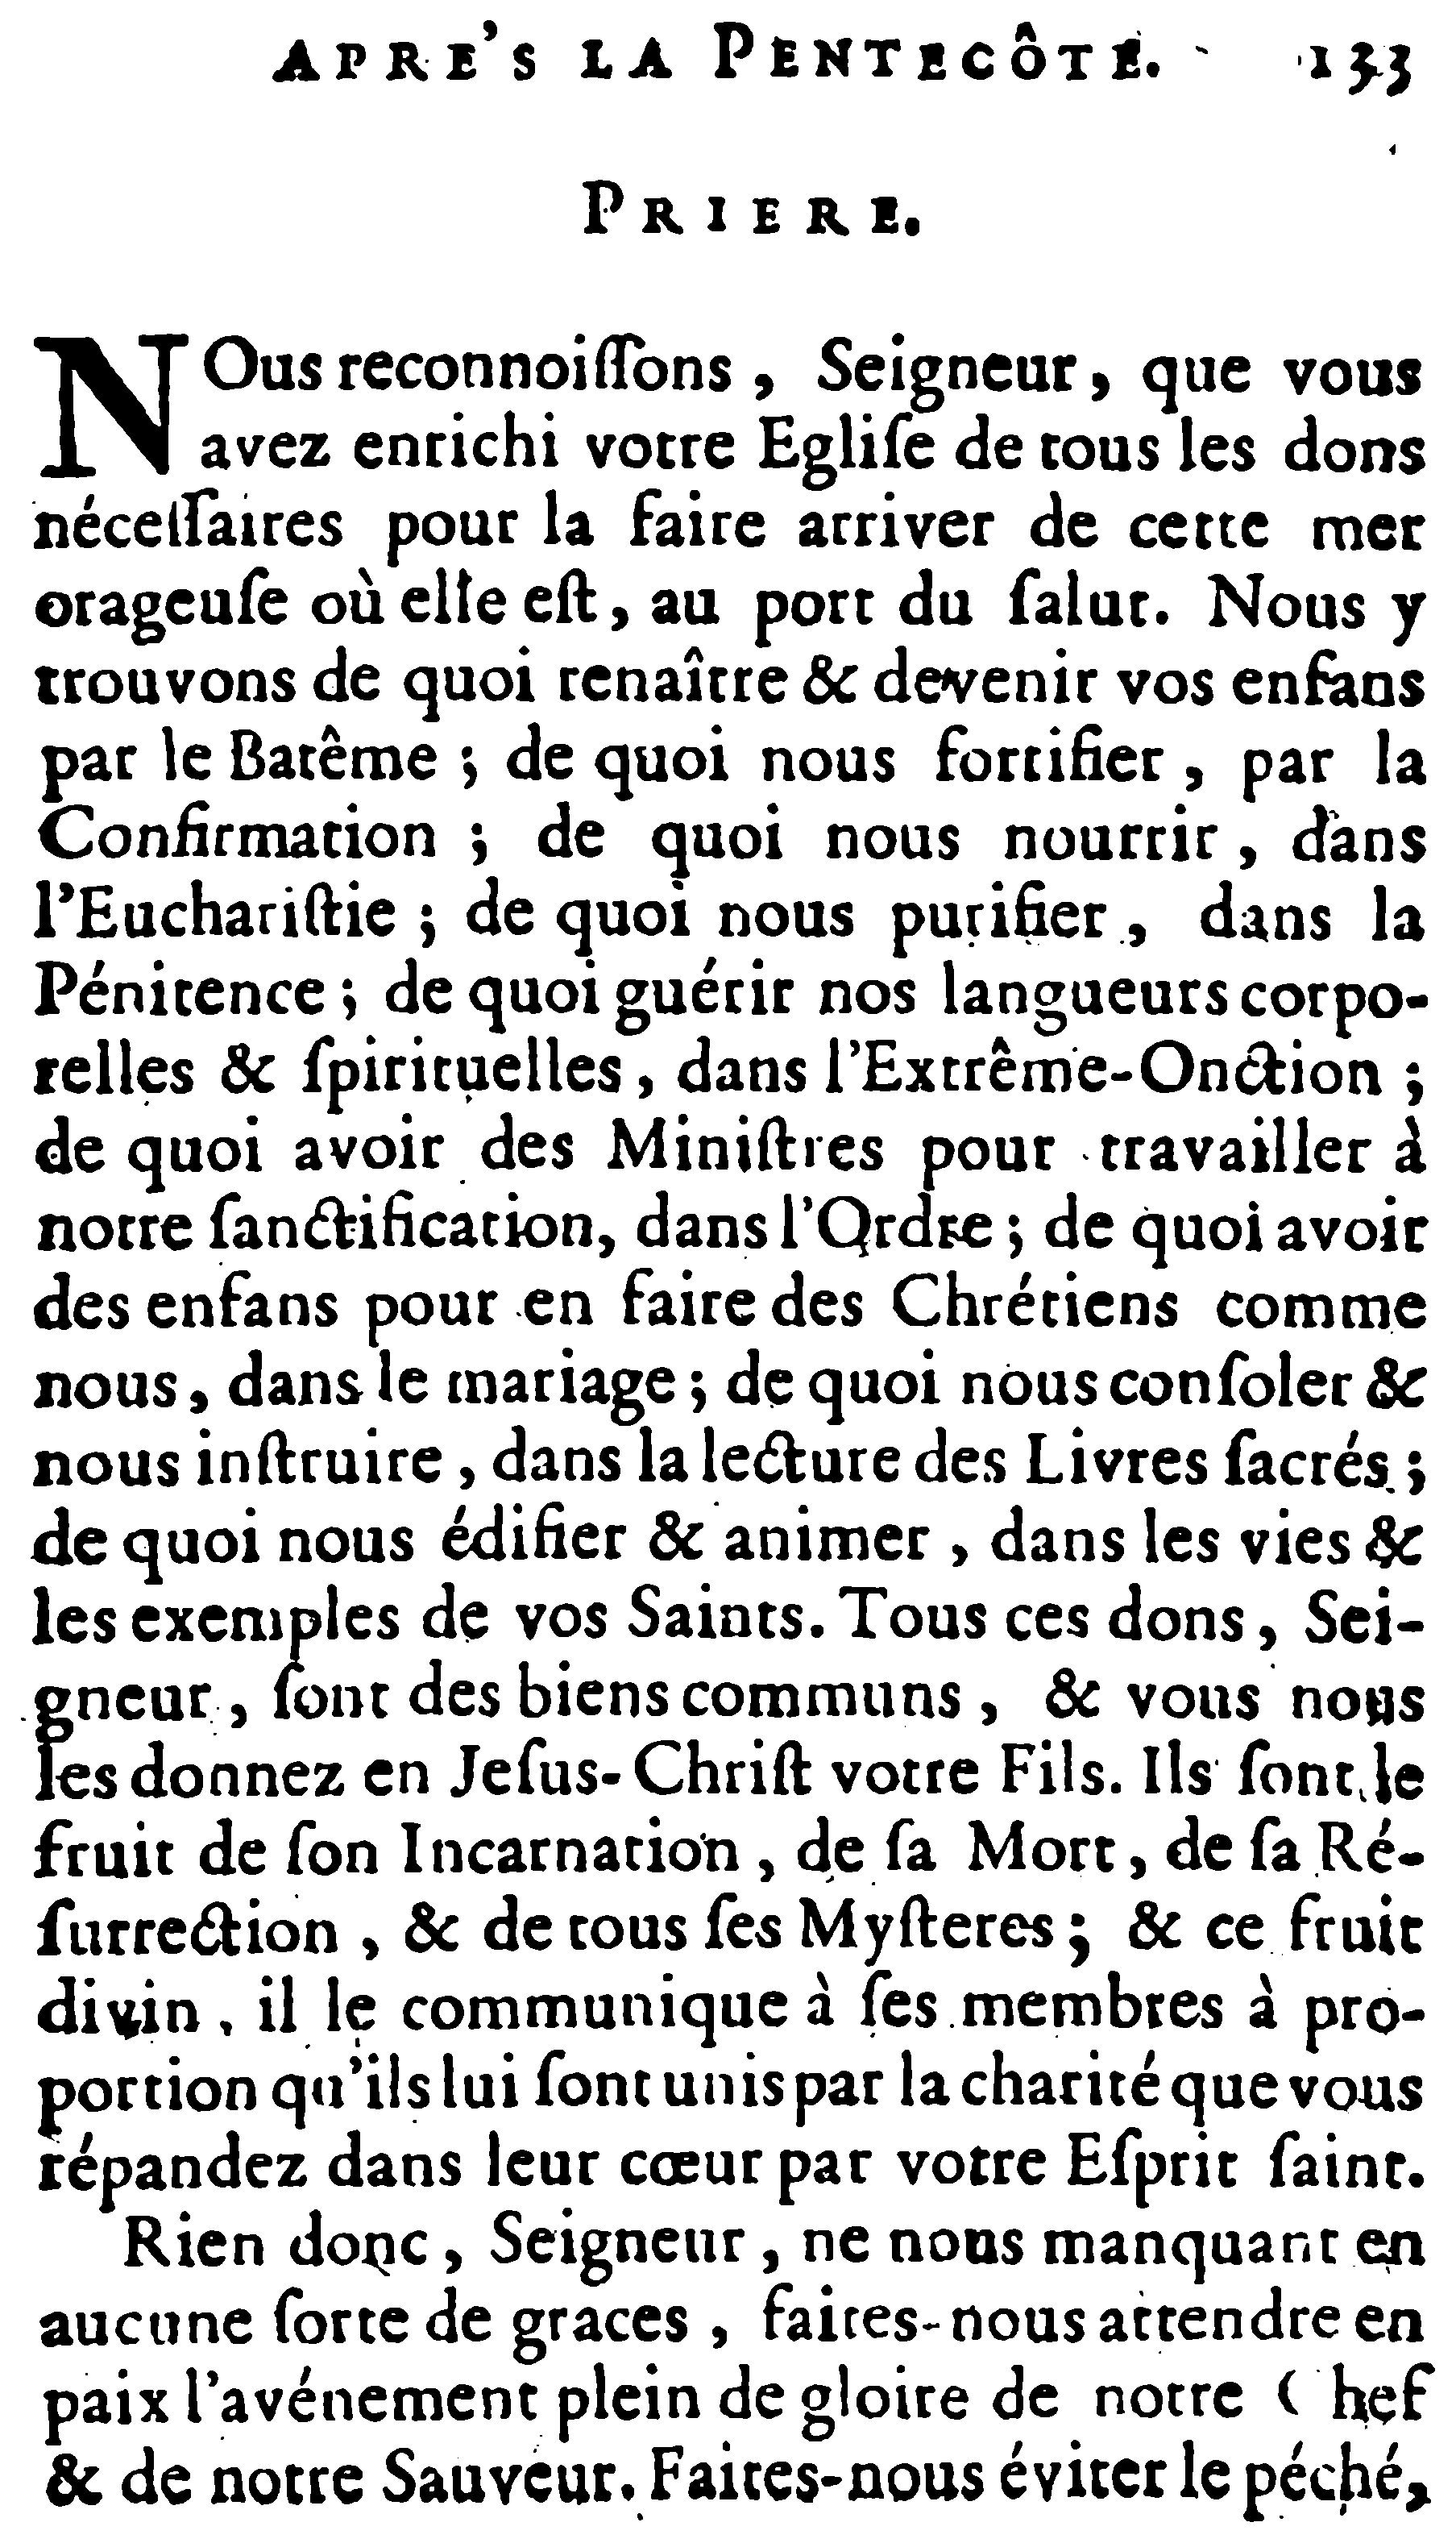 APRE'S LA PENTECÔTE. 133
PRIERE.
NOus reconnoiſſons, Seigneur, que vous
avez enrichi votre Egliſe de tous les dons
néceſſaires pour la faire arriver de cette mer
orageuſe où elle eſt, au port du ſalut. Nous y
trouvons de quoi renaître & devenir vos enfans
par le Batême ; de quoi nous fortifier, par la
Confirmation ; de quoi nous nourrir, dans
l'Euchariſtie ; de quoi nous purifier, dans la
Pénitence ; de quoi guérir nos langueurs corpo-
relles & ſpirituelles, dans l'Extrême-Onction ;
de quoi avoir des Miniſtres pour travailler à
notre ſanctification, dans l'Ordre ; de quoi avoir
des enfans pour en faire des Chrétiens comme
nous, dans le mariage ; de quoi nous conſoler &
nous inſtruire, dans la lecture des Livres ſacrés ;
de quoi nous édifier & animer, dans les vies &
les exemples de vos Saints. Tous ces dons, Sei-
gneur, ſont des biens communs, & vous nous
les donnez en Jeſus-Chriſt votre Fils. Ils ſont le
fruit de ſon Incarnation, de ſa Mort, de ſa Ré-
ſurrection, & de tous ſes Myſteres ; & ce fruit
divin, il le communique à ſes membres à pro-
portion qu'ils lui ſont unis par la charité que vous
répandez dans leur cœur par votre Eſprit ſaint.
Rien donc, Seigneur, ne nous manquant en
aucune ſorte de graces, faites-nous attendre en
paix l'avénement plein de gloire de notre Chef
& de notre Sauveur. Faites-nous éviter le péché,